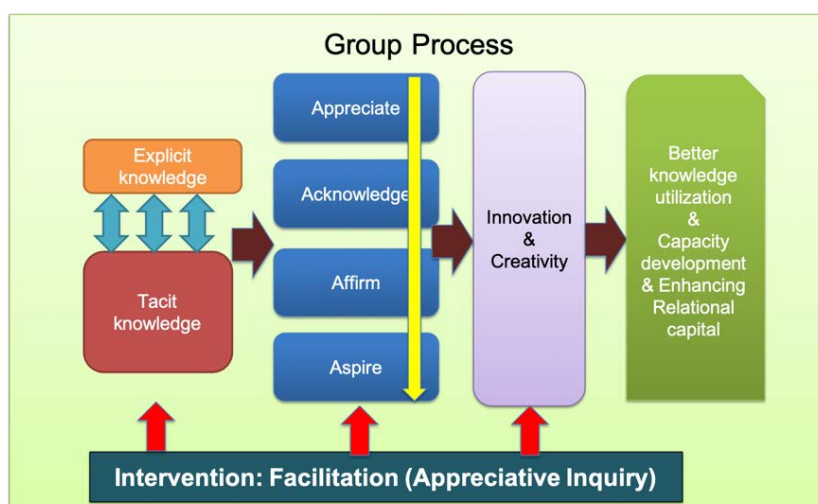 Group Process
Explicit
knowledge
Tacit
knowledge
Appreciate
Acknowledge
Affirm
Aspire
Innovation
&
Creativity
Better
knowledge
utilization
&
Capacity
development
& Enhancing
Relational
capital
Intervention: Facilitation (Appreciative Inquiry)